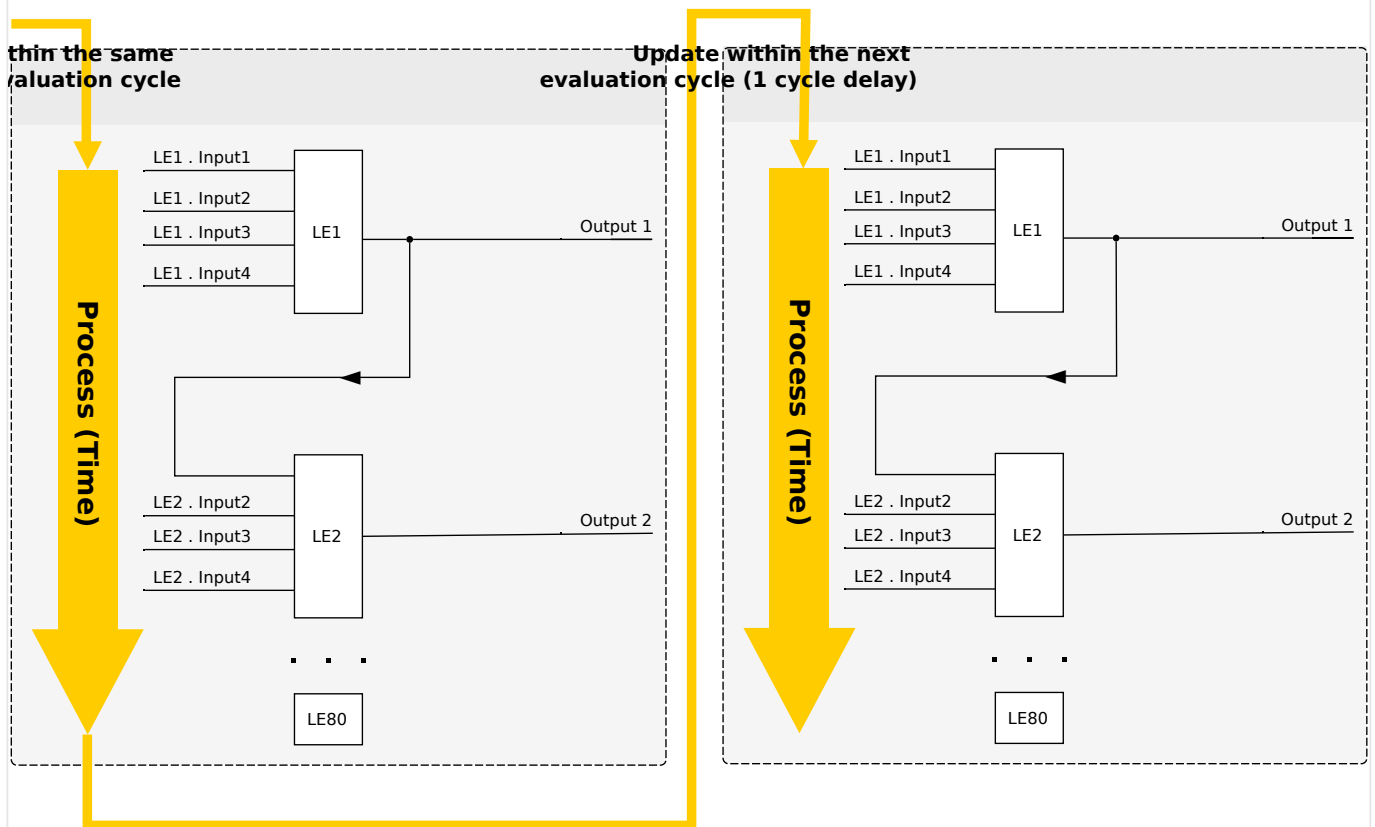 thin the same
valuation cycle
LE1 . Input1
LE1 . Input2
LE1 . Input3
LE1 . Input4
LE1
Output 1
Process (Time)
LE2 . Input2
LE2 . Input3
LE2 . Input4
LE2
Output 2
. . .
LE80
Update within the next
evaluation cycle (1 cycle delay)
LE1 . Input1
LE1 . Input2
LE1 . Input3
LE1 . Input4
LE1
Output 1
Process (Time)
LE2 . Input2
LE2 . Input3
LE2 . Input4
LE2
Output 2
. . .
LE80